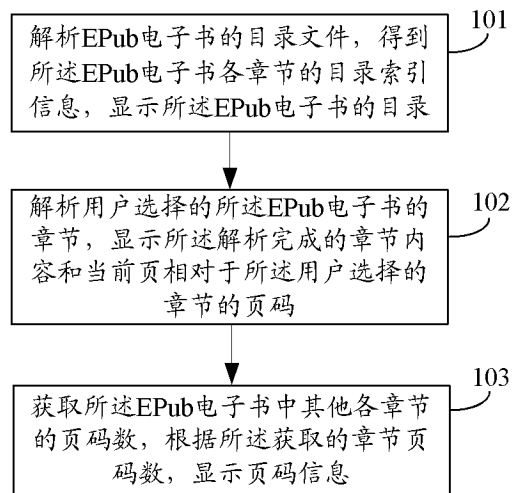 解析EPub电子书的目录文件，得到
所述EPub电子书各章节的目录索引
信息，显示所述EPub电子书的目录
101
解析用户选择的所述EPub电子书的
章节，显示所述解析完成的章节内
容和当前页相对于所述用户选择的
章节的页码
102
获取所述EPub电子书中其他各章节
的页码数，根据所述获取的章节页
码数，显示页码信息
103